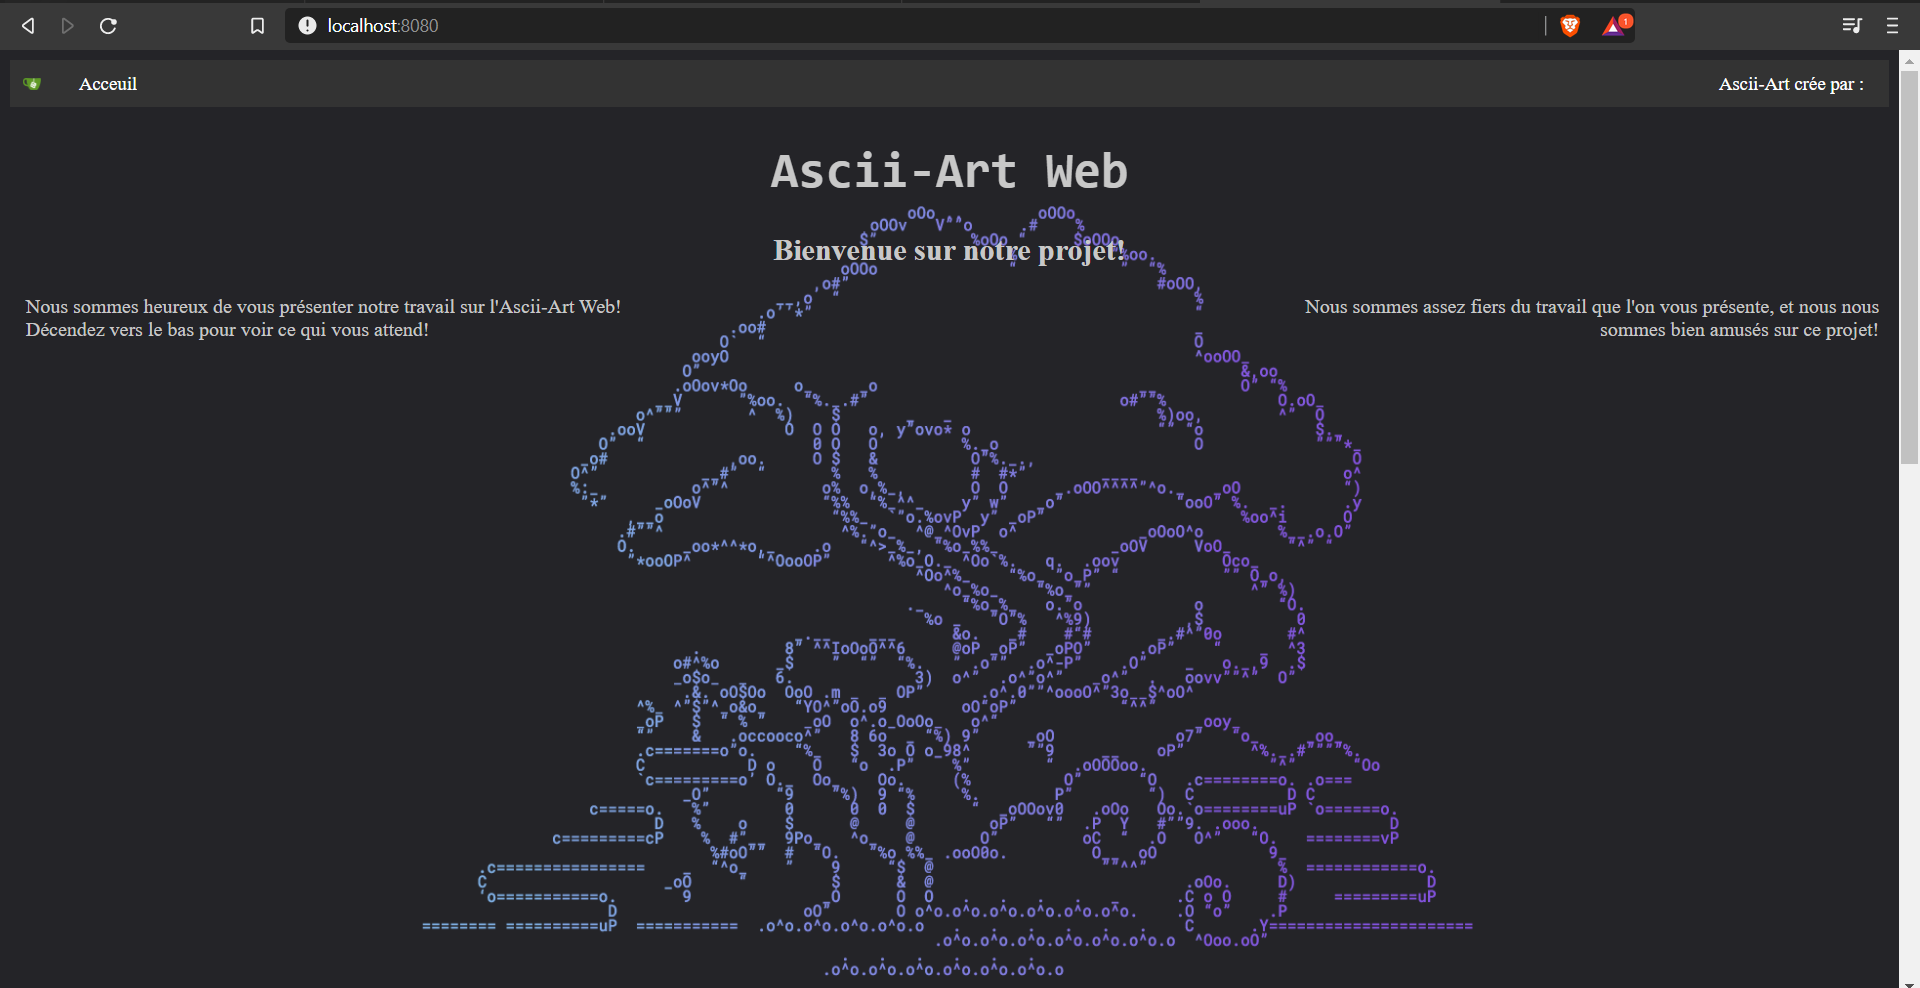 localhost:8080
1
Acceuil
Ascii-Art crée par :
Ascii-Art Web
Bienvenue sur notre projet!
Nous sommes heureux de vous présenter notre travail sur l'Ascii-Art Web!
Décendez vers le bas pour voir ce qui vous attend!
Nous sommes assez fiers du travail que l'on vous présente, et nous nous
sommes bien amusés sur ce projet!